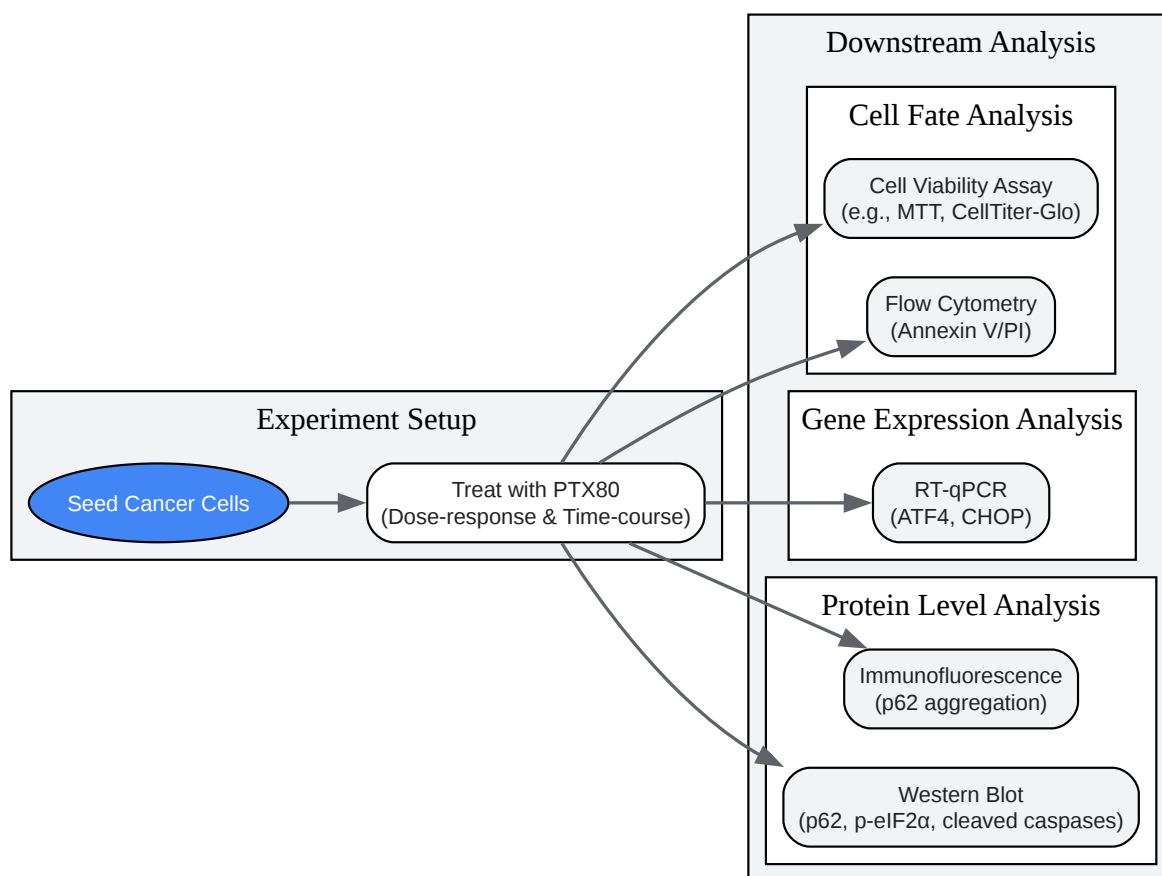 Downstream Analysis
Cell Fate Analysis
Cell Viability Assay
(e.g., MTT, CellTiter-Glo)
Flow Cytometry
(Annexin V/PI)
Experiment Setup
Seed Cancer Cells
Treat with PTX80
(Dose-response & Time-course)
Gene Expression Analysis
RT-qPCR
(ATF4, CHOP)
Protein Level Analysis
Immunofluorescence
(p62 aggregation)
Western Blot
(p62, p-eIF2α, cleaved caspases)